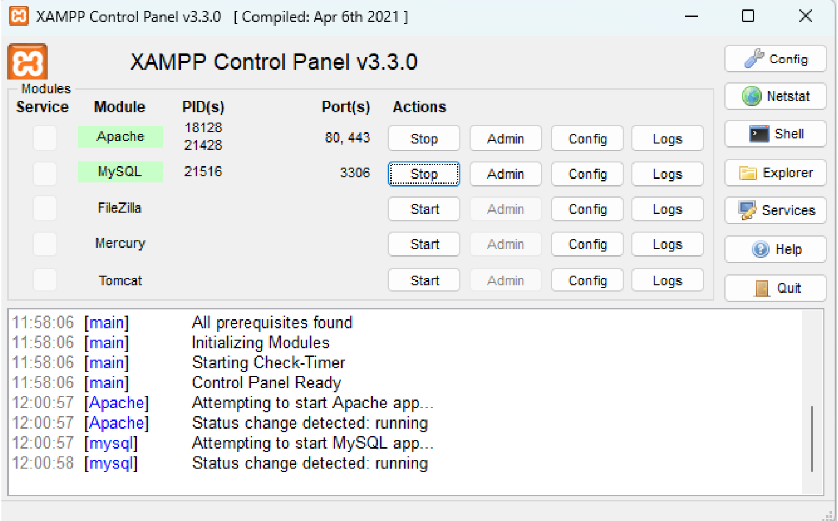 XAMPP Control Panel v3.3.0 [ Compiled: Apr 6th 2021 ]
XAMPP Control Panel v3.3.0
Config
Modules
Service Module PID(s) Port(s) Actions
Netstat
Apache 18128 21428 80, 443 Stop Admin Config Logs
Shell
MySQL 21516 3306 Stop Admin Config Logs
Explorer
FileZilla Start Admin Config Logs
Services
Mercury Start Admin Config Logs
Help
Tomcat Start Admin Config Logs
Quit
11:58:06 [main] All prerequisites found
11:58:06 [main] Initializing Modules
11:58:06 [main] Starting Check-Timer
11:58:06 [main] Control Panel Ready
12:00:57 [Apache] Attempting to start Apache app...
12:00:57 [Apache] Status change detected: running
12:00:57 [mysql] Attempting to start MySQL app...
12:00:58 [mysql] Status change detected: running